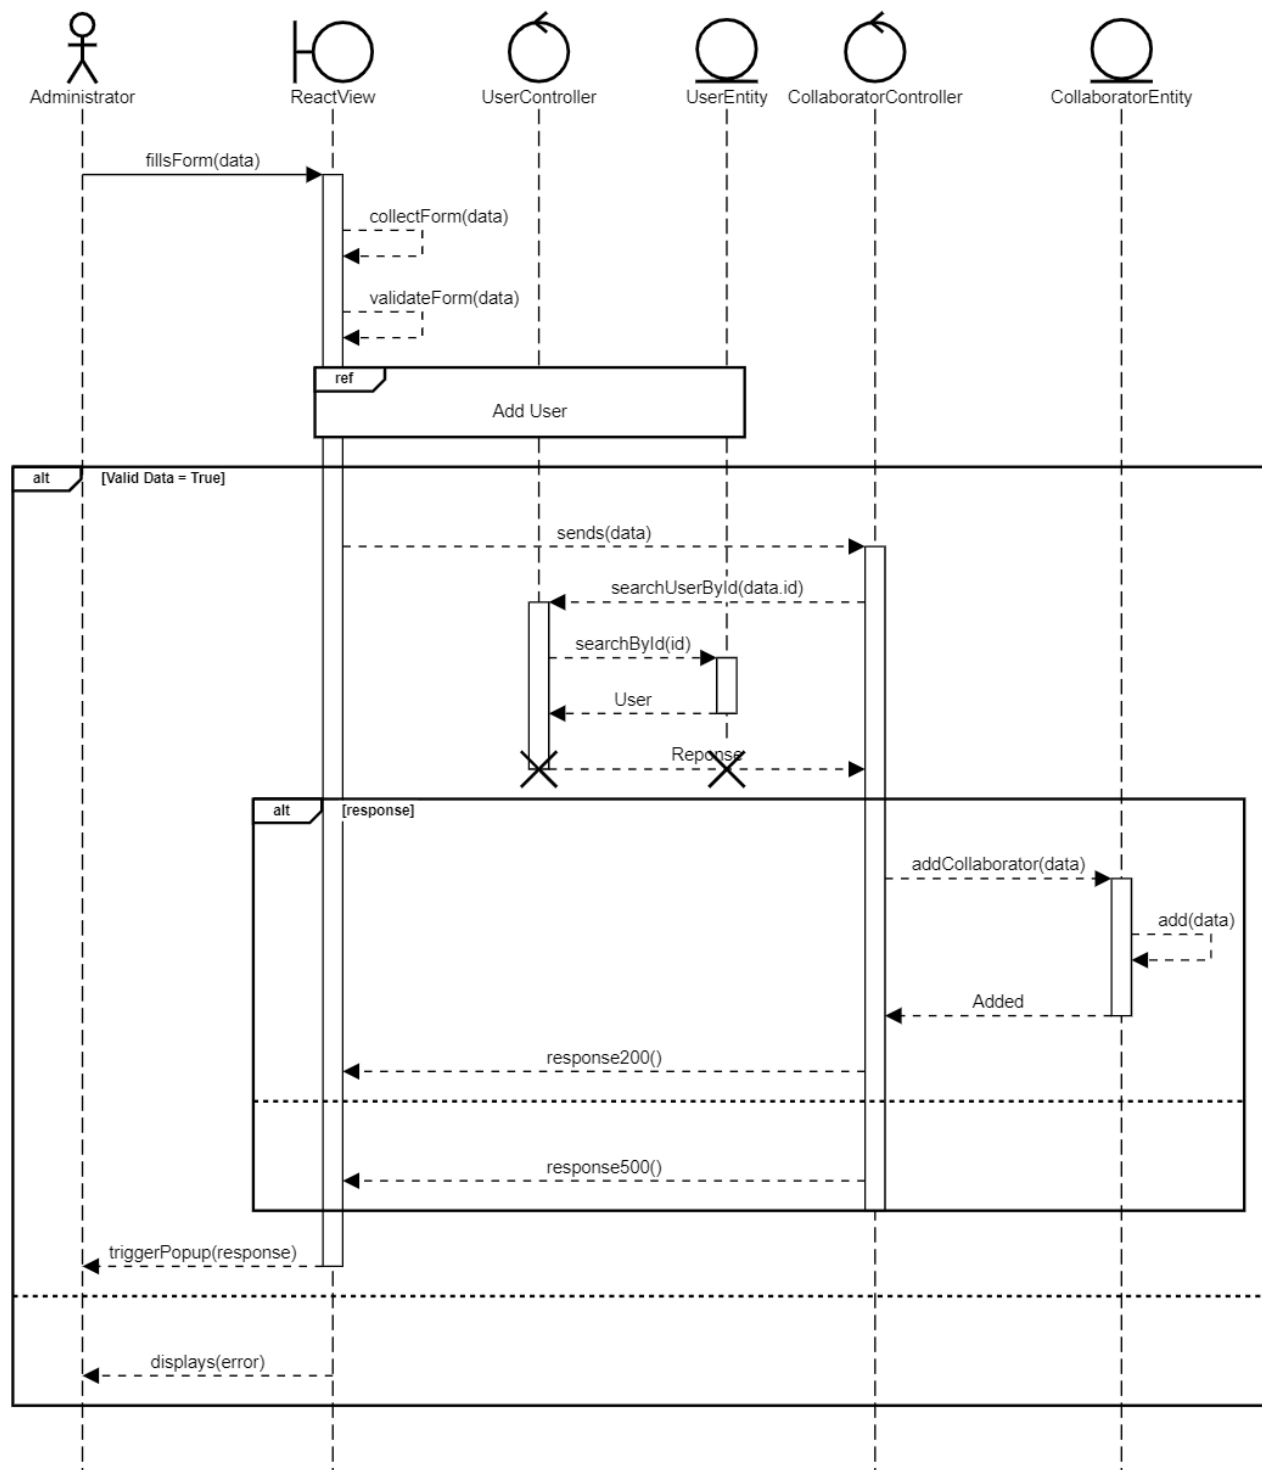 Administrator
ReactView
UserController
UserEntity
CollaboratorController
CollaboratorEntity
fillsForm(data)
collectForm(data)
validateForm(data)
ref
Add User
alt
[Valid Data = True]
sends(data)
searchUserById(data.id)
searchById(id)
User
Reponse
alt
[response]
addCollaborator(data)
add(data)
Added
response200()
response500()
triggerPopup(response)
displays(error)